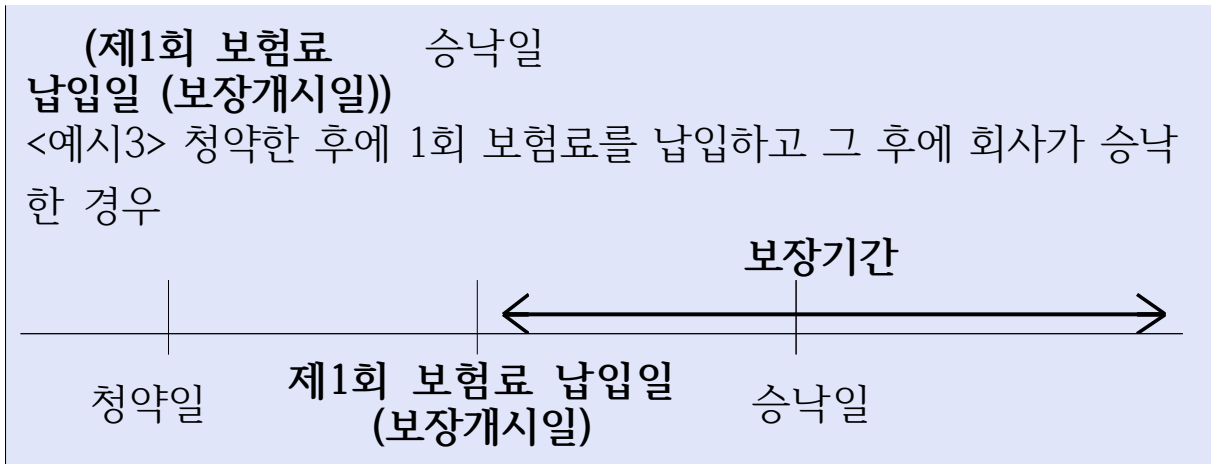 (제1회 보험료 승낙일
납입일 (보장개시일))
<예시3> 청약한 후에 1회 보험료를 납입하고 그 후에 회사가 승낙
한 경우
보장기간
청약일 제1회 보험료 납입일 승낙일
(보장개시일)